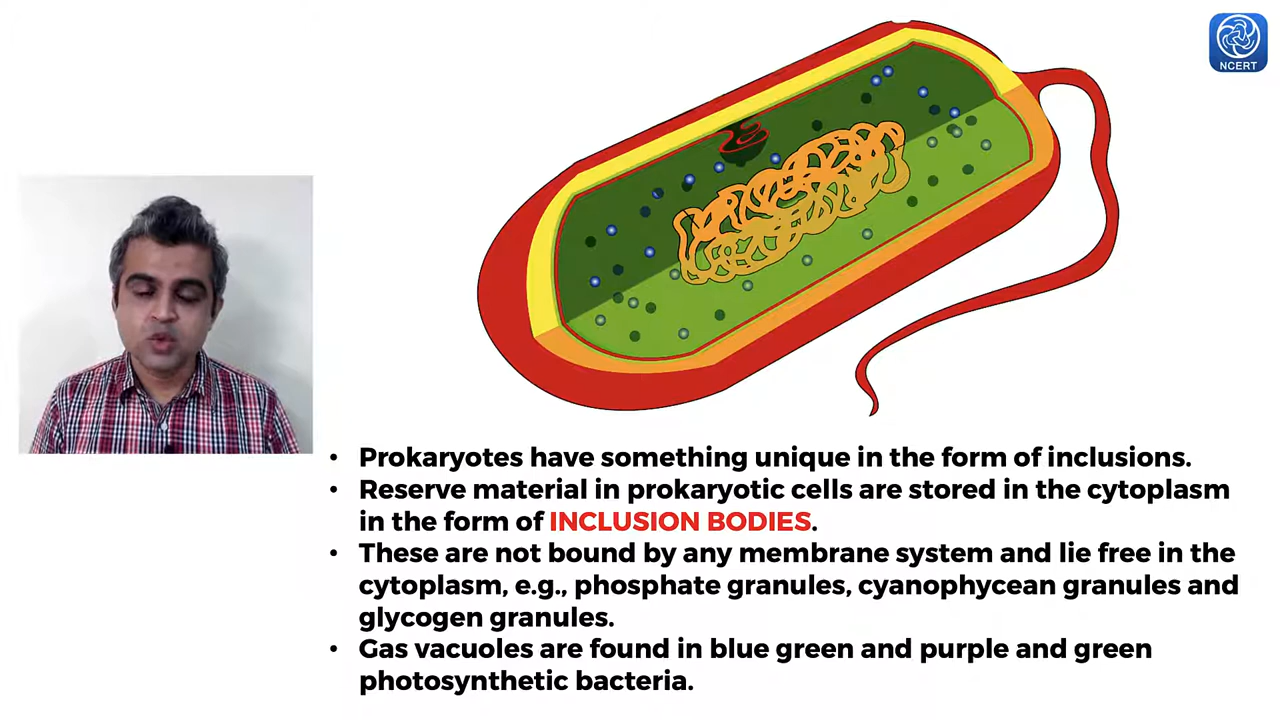 NCERT
• Prokaryotes have something unique in the form of inclusions.
• Reserve material in prokaryotic cells are stored in the cytoplasm
in the form of INCLUSION BODIES.
• These are not bound by any membrane system and lie free in the
cytoplasm, e.g., phosphate granules, cyanophycean granules and
glycogen granules.
• Gas vacuoles are found in blue green and purple and green
photosynthetic bacteria.